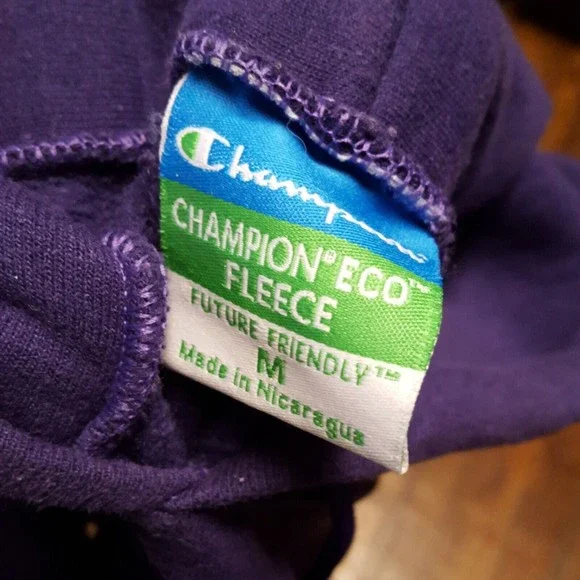 Champion
CHAMPION® ECO™
FLEECE
FUTURE FRIENDLY™
M
Made in Nicaragua